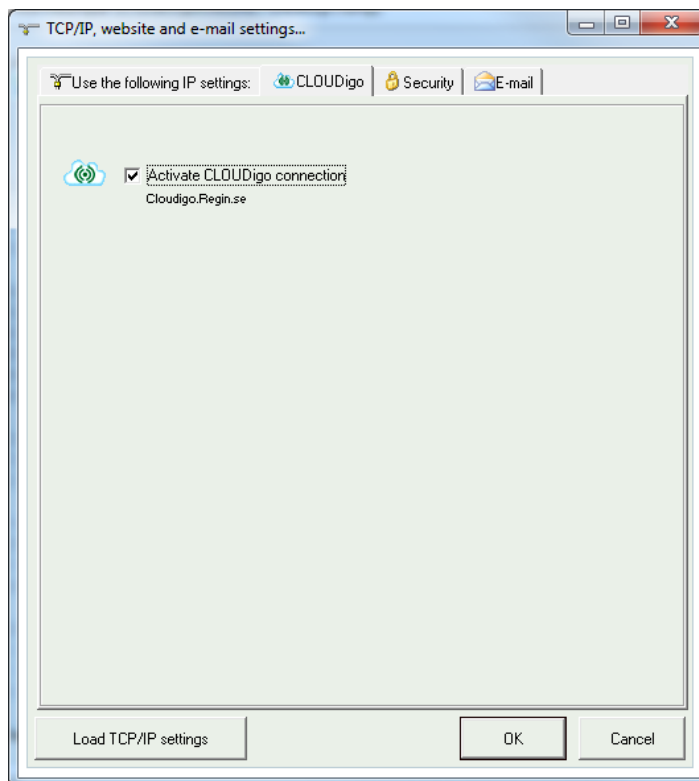 TCP/IP, website and e-mail settings...
Use the following IP settings: CLOUDigo Security E-mail
Activate CLOUDigo connection
Cloudigo.Regin.se
Load TCP/IP settings OK Cancel